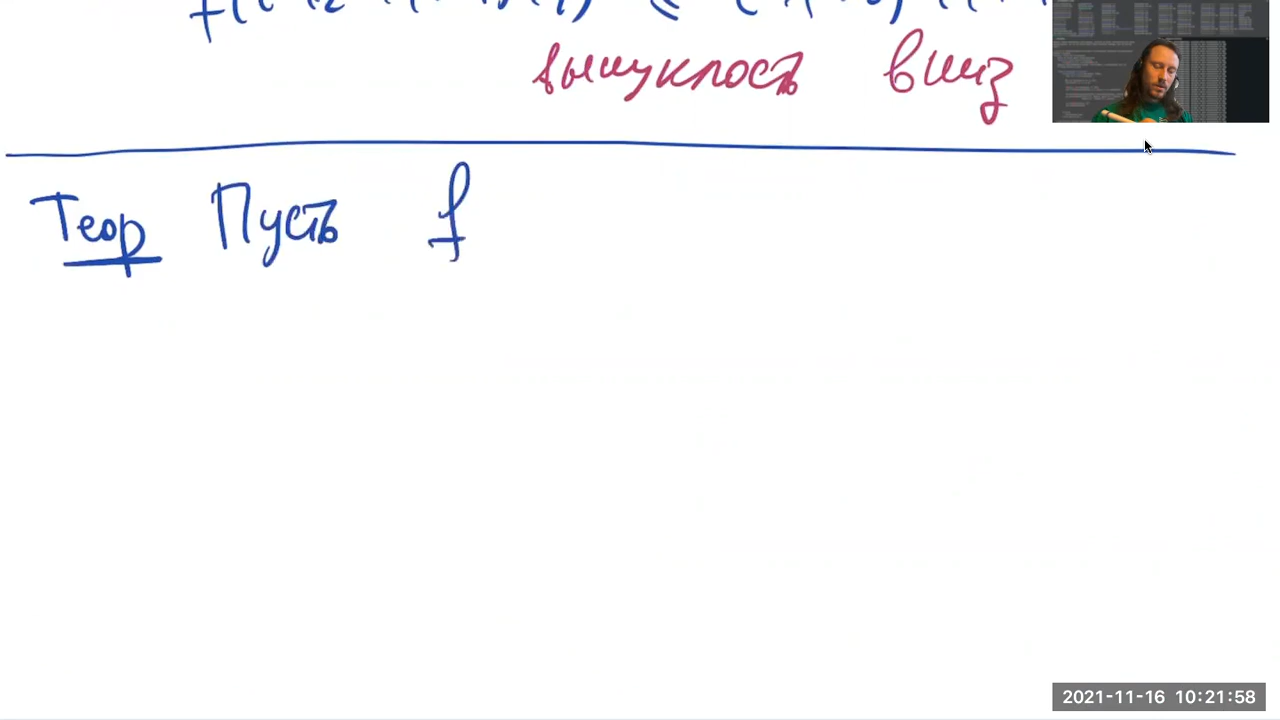 выпуклость вниз
Теор Пусть f
2021-11-16 10:21:58